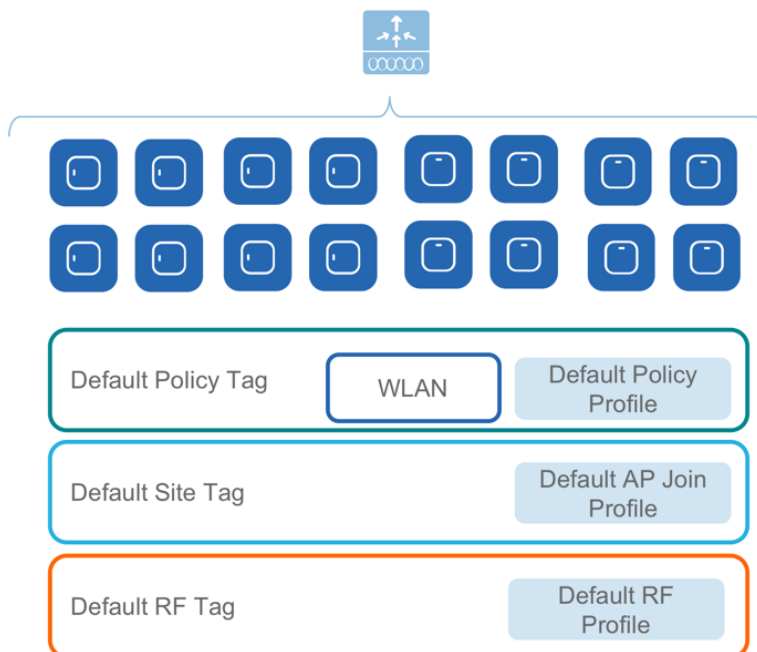 Default Policy Tag
WLAN
Default Policy
Profile
Default Site Tag
Default AP Join
Profile
Default RF Tag
Default RF
Profile